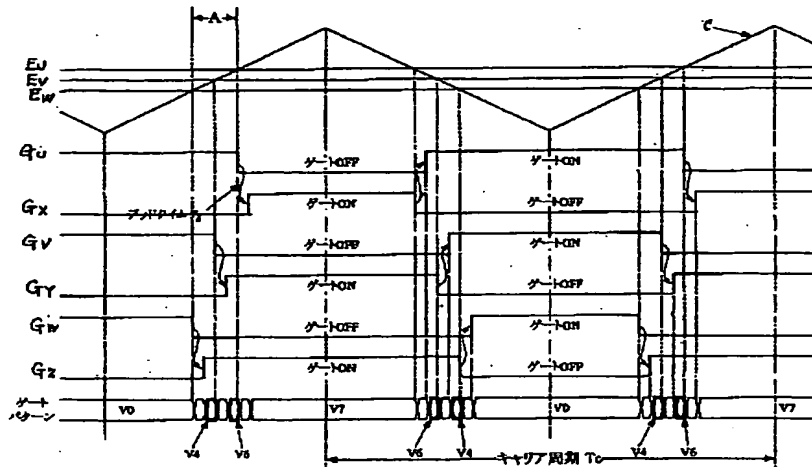 A
C
EU
EV
EW
GU
ゲートOFF
ゲートON
デッドタイム
GX
ゲートON
ゲートOFF
GV
ゲートOFF
ゲートON
GY
ゲートON
ゲートOFF
GW
ゲートOFF
ゲートON
GZ
ゲートON
ゲートOFF
ゲート
パターン
V0
V7
V0
V7
V4
V6
V6
V4
V4
V6
キャリア周期 Tc